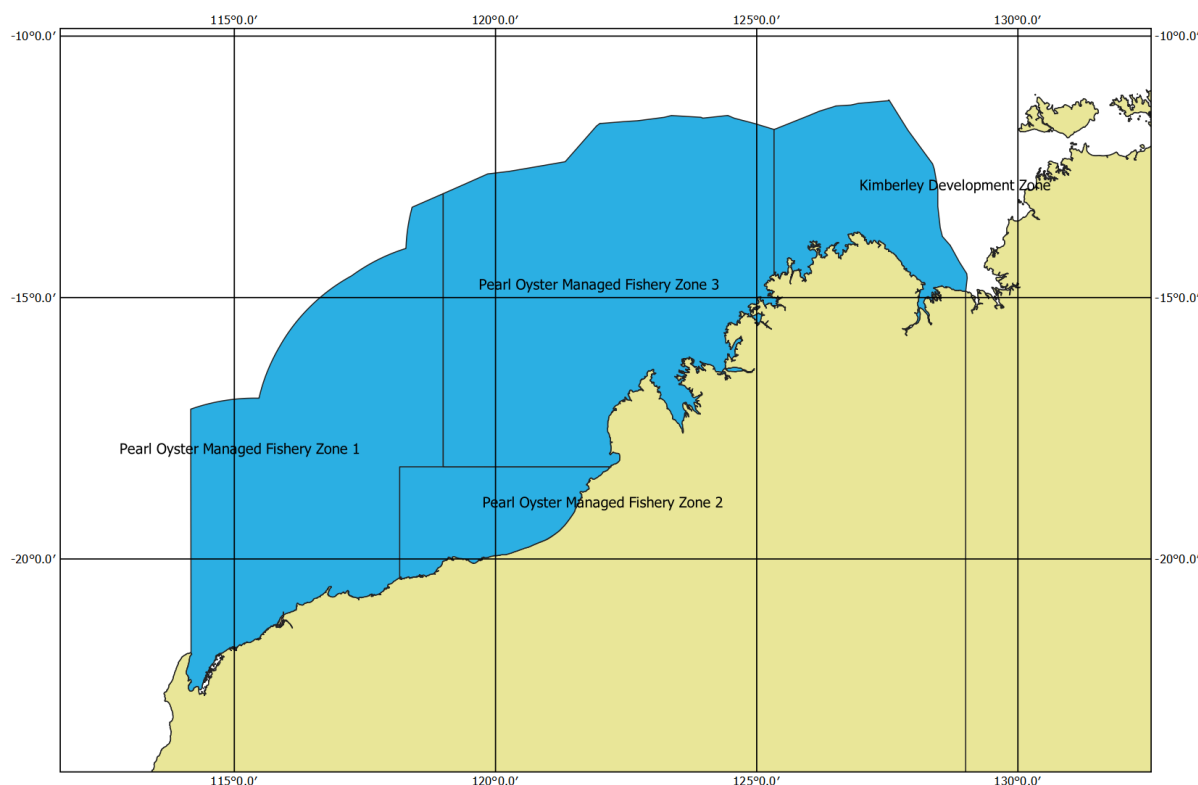 115°0.0′ 120°0.0′ 125°0.0′ 130°0.0′
-10°0.0′ -10°0.0′
Kimberley Development Zone
Pearl Oyster Managed Fishery Zone 3
-15°0.0′ -15°0.0′
Pearl Oyster Managed Fishery Zone 1
Pearl Oyster Managed Fishery Zone 2
-20°0.0′ -20°0.0′
115°0.0′ 120°0.0′ 125°0.0′ 130°0.0′